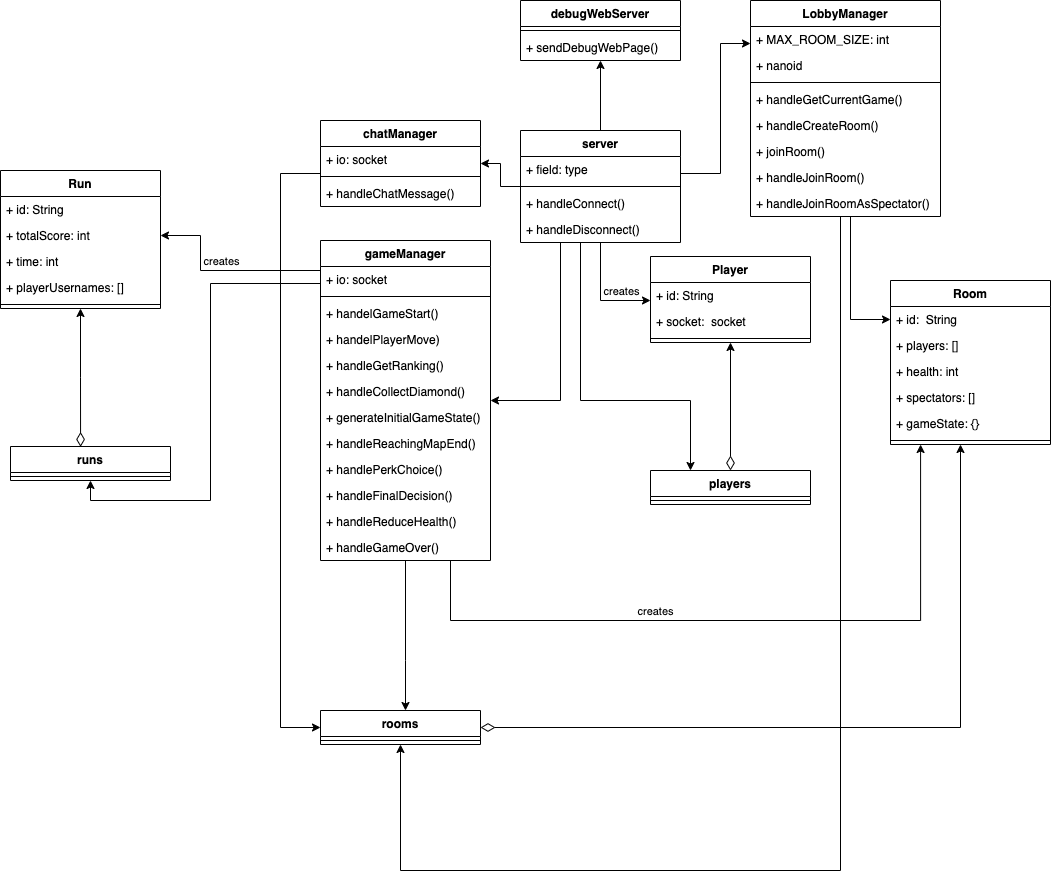 debugWebServer
+ sendDebugWebPage()
LobbyManager
+ MAX_ROOM_SIZE: int
+ nanoid
+ handleGetCurrentGame()
+ handleCreateRoom()
+ joinRoom()
+ handleJoinRoom()
+ handleJoinRoomAsSpectator()
chatManager
+ io: socket
+ handleChatMessage()
server
+ field: type
+ handleConnect()
+ handleDisconnect()
Run
+ id: String
+ totalScore: int
+ time: int
+ playerUsernames: []
creates
gameManager
+ io: socket
+ handelGameStart()
+ handelPlayerMove)
+ handleGetRanking()
+ handleCollectDiamond()
+ generateInitialGameState()
+ handleReachingMapEnd()
+ handlePerkChoice()
+ handleFinalDecision()
+ handleReduceHealth()
+ handleGameOver()
creates
Player
+ id: String
+ socket:  socket
Room
+ id:  String
+ players: []
+ health: int
+ spectators: []
+ gameState: {}
runs
players
creates
rooms